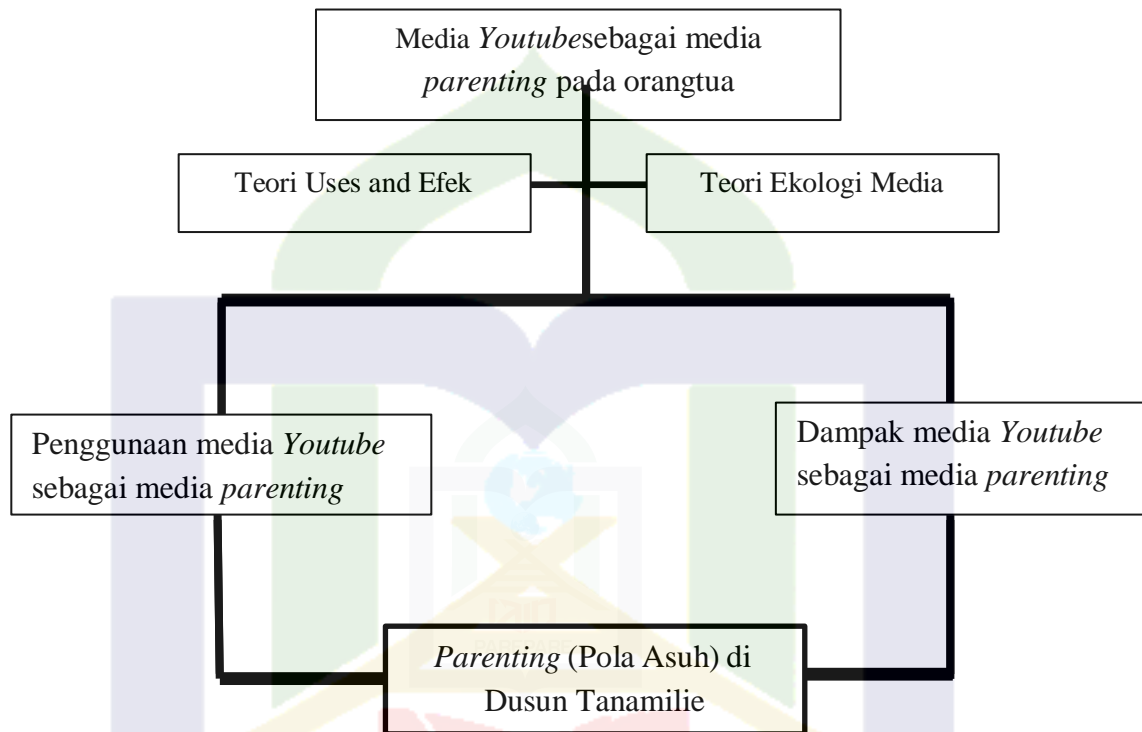 Media Youtubesebagai media
parenting pada orangtua
Teori Uses and Efek
Teori Ekologi Media
Penggunaan media Youtube
sebagai media parenting
Dampak media Youtube
sebagai media parenting
Parenting (Pola Asuh) di
Dusun Tanamilie